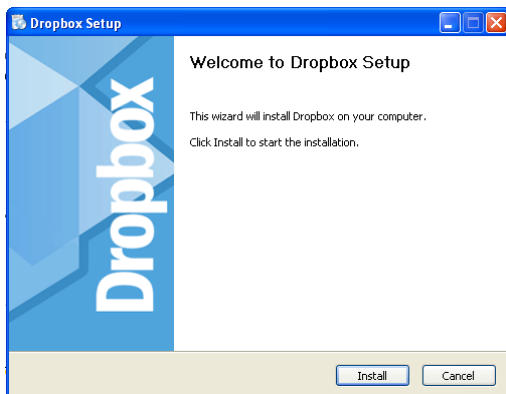 Dropbox Setup
Dropbox
Welcome to Dropbox Setup
This wizard will install Dropbox on your computer.
Click Install to start the installation.
Install
Cancel